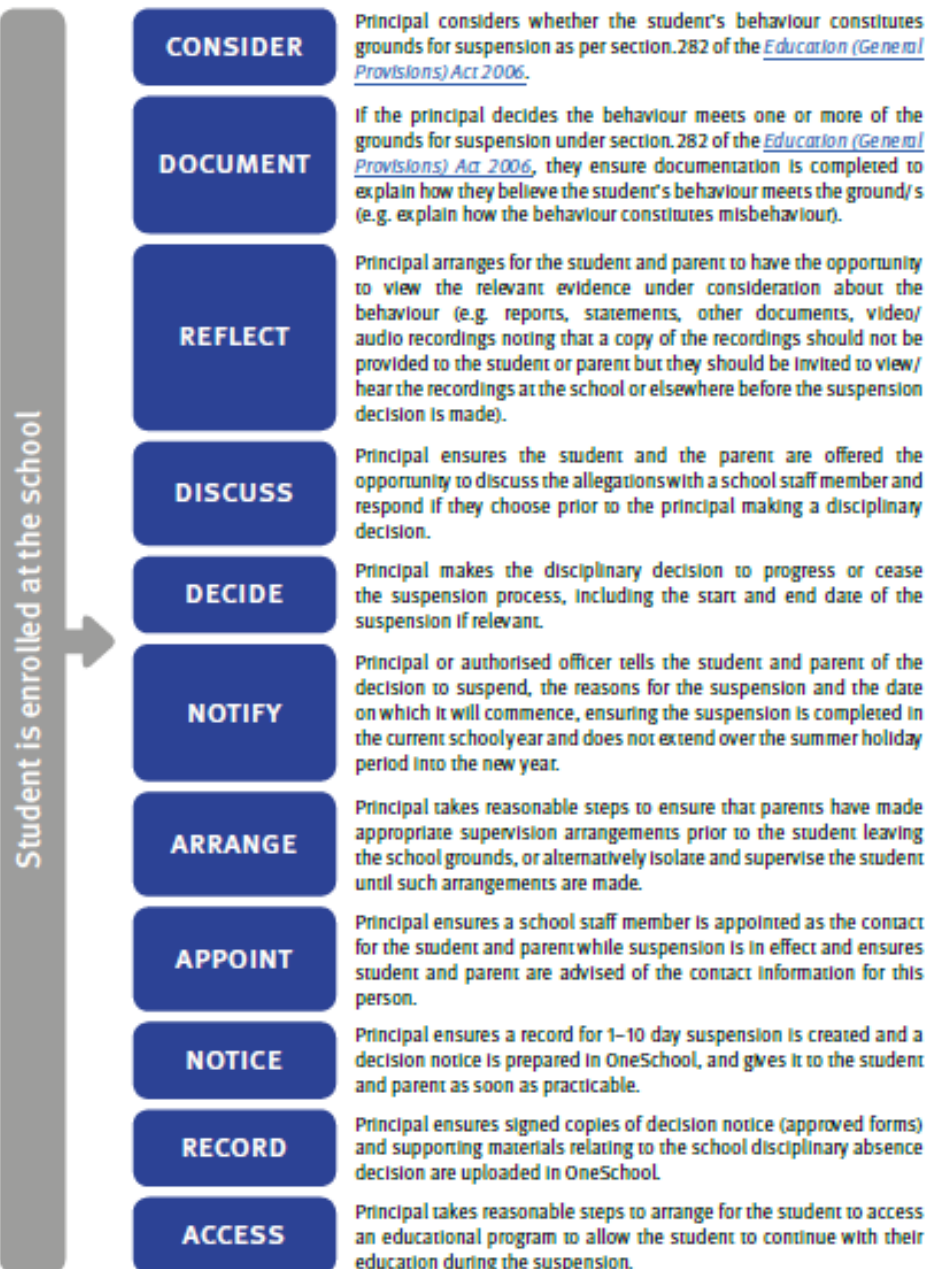 Student is enrolled at the school
CONSIDER
Principal considers whether the student's behaviour constitutes
grounds for suspension as per section.282 of the Education (General
Provisions) Act 2006.
DOCUMENT
If the principal decides the behaviour meets one or more of the
grounds for suspension under section.282 of the Education (General
Provisions) Act 2006, they ensure documentation is completed to
explain how they believe the student's behaviour meets the ground/s
(e.g. explain how the behaviour constitutes misbehaviour).
REFLECT
Principal arranges for the student and parent to have the opportunity
to view the relevant evidence under consideration about the
behaviour (e.g. reports, statements, other documents, video/
audio recordings noting that a copy of the recordings should not be
provided to the student or parent but they should be invited to view/
hear the recordings at the school or elsewhere before the suspension
decision is made).
DISCUSS
Principal ensures the student and the parent are offered the
opportunity to discuss the allegations with a school staff member and
respond if they choose prior to the principal making a disciplinary
decision.
DECIDE
Principal makes the disciplinary decision to progress or cease
the suspension process, including the start and end date of the
suspension if relevant.
NOTIFY
Principal or authorised officer tells the student and parent of the
decision to suspend, the reasons for the suspension and the date
on which it will commence, ensuring the suspension is completed in
the current school year and does not extend over the summer holiday
period into the new year.
ARRANGE
Principal takes reasonable steps to ensure that parents have made
appropriate supervision arrangements prior to the student leaving
the school grounds, or alternatively isolate and supervise the student
until such arrangements are made.
APPOINT
Principal ensures a school staff member is appointed as the contact
for the student and parent while suspension is in effect and ensures
student and parent are advised of the contact information for this
person.
NOTICE
Principal ensures a record for 1–10 day suspension is created and a
decision notice is prepared in OneSchool, and gives it to the student
and parent as soon as practicable.
RECORD
Principal ensures signed copies of decision notice (approved forms)
and supporting materials relating to the school disciplinary absence
decision are uploaded in OneSchool.
ACCESS
Principal takes reasonable steps to arrange for the student to access
an educational program to allow the student to continue with their
education during the suspension.